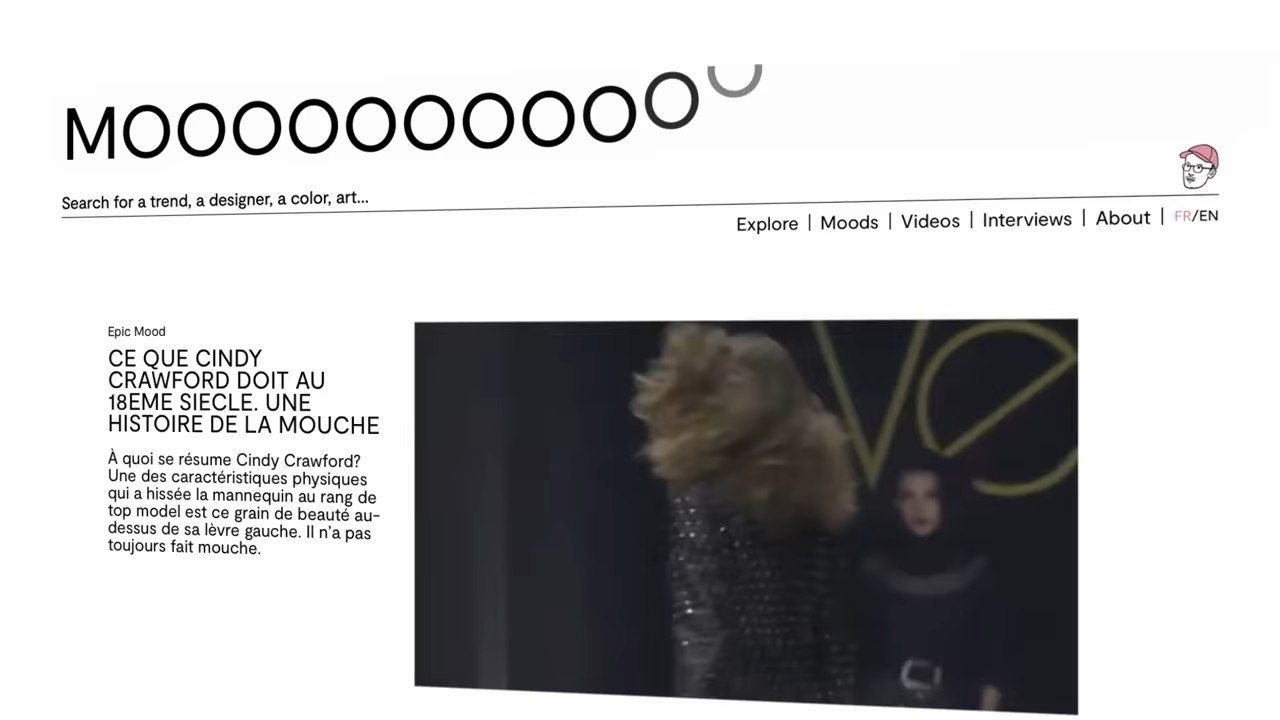 MOOOOOOOOOOO
Search for a trend, a designer, a color, art...
Explore | Moods | Videos | Interviews | About | FR/EN
Epic Mood
CE QUE CINDY
CRAWFORD DOIT AU
18EME SIECLE. UNE
HISTOIRE DE LA MOUCHE
À quoi se résume Cindy Crawford?
Une des caractéristiques physiques
qui a hissée la mannequin au rang de
top model est ce grain de beauté au-
dessus de sa lèvre gauche. Il n'a pas
toujours fait mouche.
ve